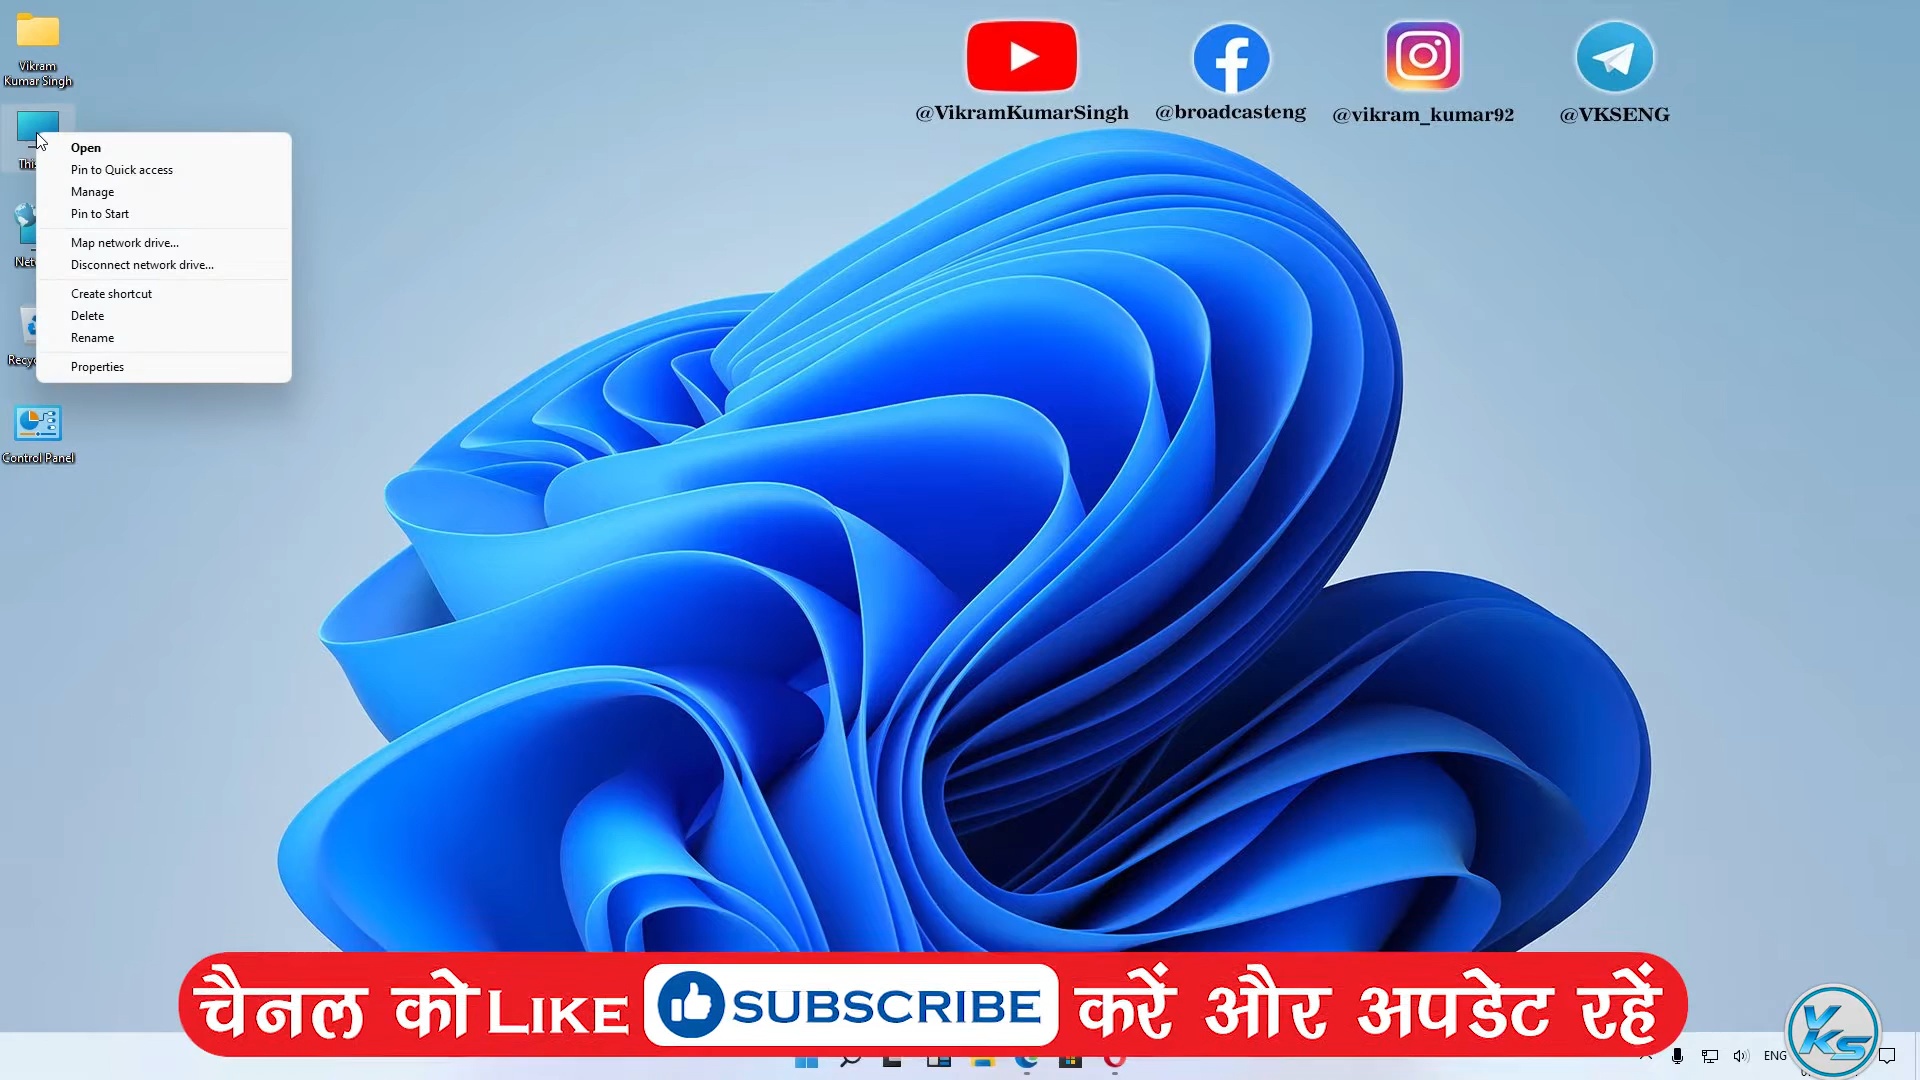 Vikram
Kumar Singh
@VikramKumarSingh
@broadcasteng
@vikram_kumar92
@VKSENG
Open
Pin to Quick access
Manage
Pin to Start
Map network drive...
Disconnect network drive...
Create shortcut
Delete
Rename
Properties
Control Panel
चैनल को LIKE SUBSCRIBE करें और अपडेट रहें
ENG
VKS